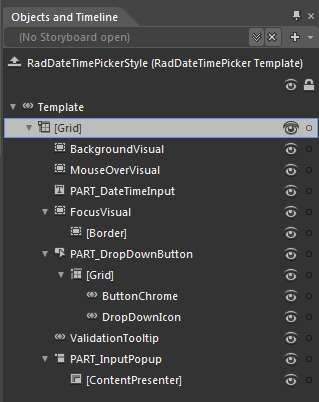 Objects and Timeline
(No Storyboard open)
RadDateTimePickerStyle (RadDateTimePicker Template)
Template
[Grid]
BackgroundVisual
MouseOverVisual
PART_DateTimeInput
FocusVisual
[Border]
PART_DropDownButton
[Grid]
ButtonChrome
DropDownIcon
ValidationTooltip
PART_InputPopup
[ContentPresenter]